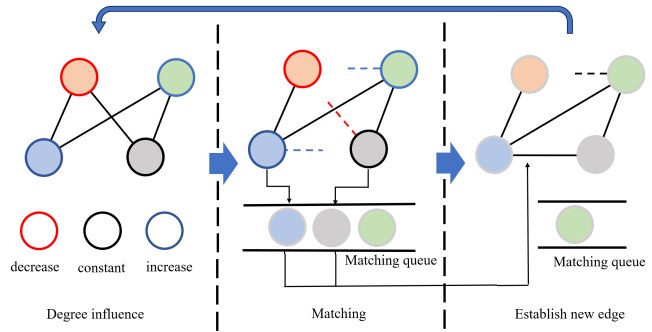 decrease
constant
increase
Matching queue
Matching queue
Degree influence
Matching
Establish new edge